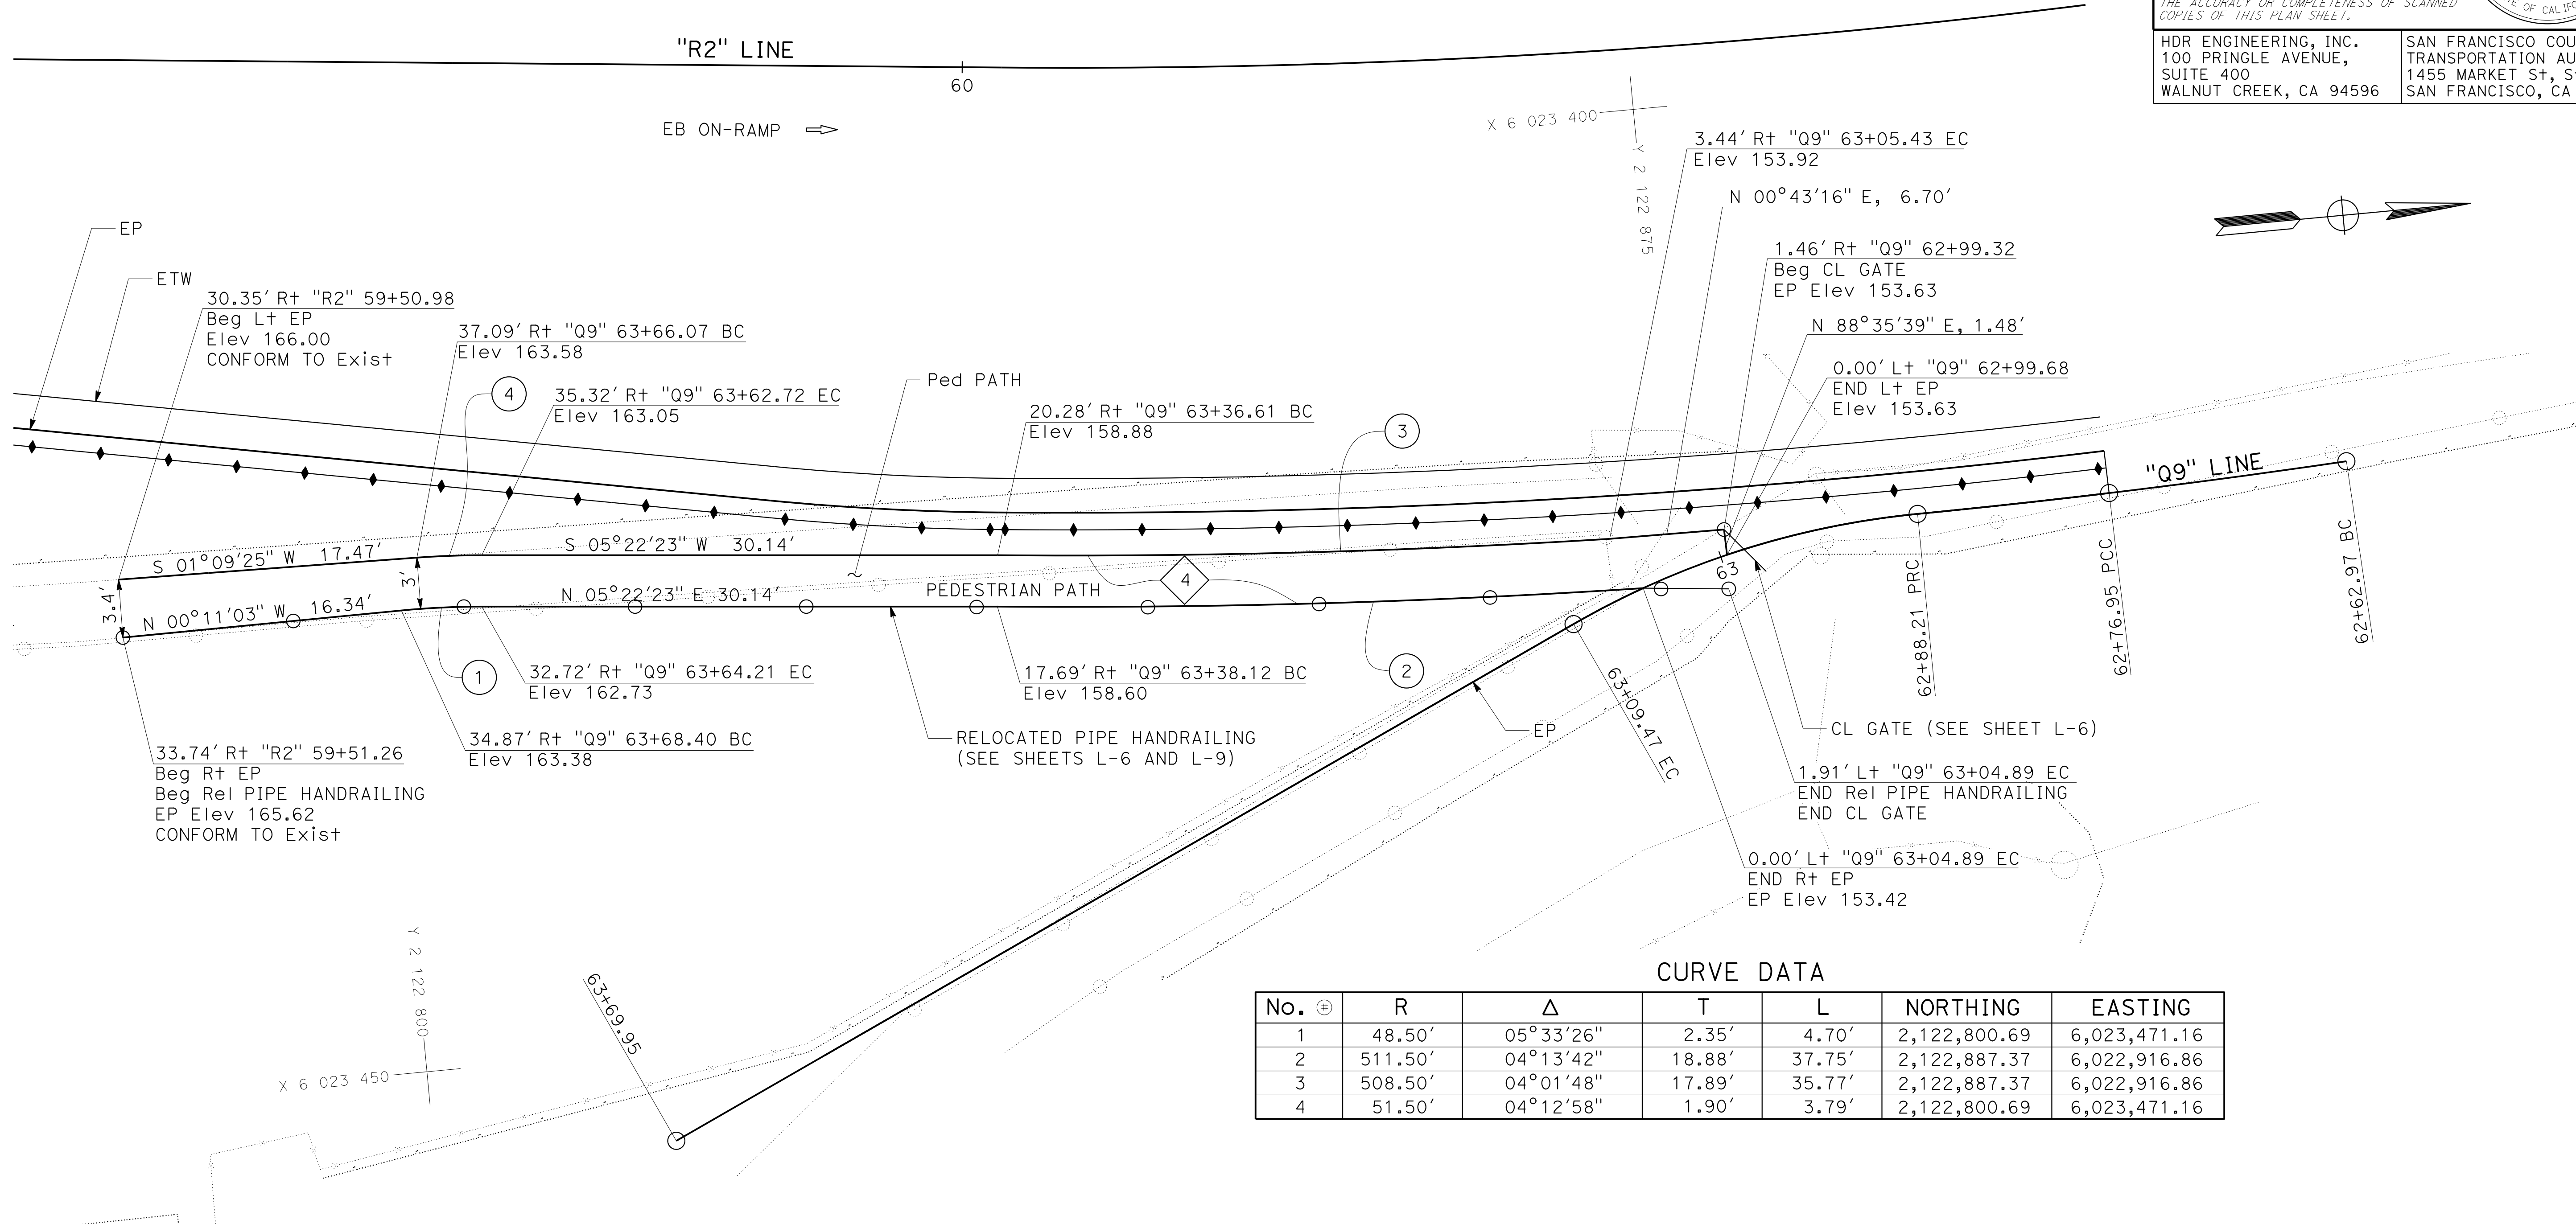 THE ACCURACY OR COMPLETENESS OF SCANNED
COPIES OF THIS PLAN SHEET.
HDR ENGINEERING, INC.
100 PRINGLE AVENUE,
SUITE 400
WALNUT CREEK, CA 94596
SAN FRANCISCO COU
TRANSPORTATION AU
1455 MARKET St, S
SAN FRANCISCO, CA
"R2" LINE
60
EB ON-RAMP
X 6 023 400
Y 2 122 875
3.44' Rt "Q9" 63+05.43 EC
Elev 153.92
N 00°43'16" E, 6.70'
1.46' Rt "Q9" 62+99.32
Beg CL GATE
EP Elev 153.63
N 88°35'39" E, 1.48'
0.00' Lt "Q9" 62+99.68
END Lt EP
Elev 153.63
EP
ETW
30.35' Rt "R2" 59+50.98
Beg Lt EP
Elev 166.00
CONFORM TO Exist
37.09' Rt "Q9" 63+66.07 BC
Elev 163.58
4
35.32' Rt "Q9" 63+62.72 EC
Elev 163.05
Ped PATH
20.28' Rt "Q9" 63+36.61 BC
Elev 158.88
3
"Q9" LINE
S 01°09'25" W 17.47'
S 05°22'23" W 30.14'
3.4'
3'
N 00°11'03" W 16.34'
N 05°22'23" E 30.14'
PEDESTRIAN PATH
4
63
62+88.21 PRC
62+76.95 PCC
62+62.97 BC
1
32.72' Rt "Q9" 63+64.21 EC
Elev 162.73
17.69' Rt "Q9" 63+38.12 BC
Elev 158.60
2
63+09.47 EC
EP
CL GATE (SEE SHEET L-6)
33.74' Rt "R2" 59+51.26
Beg Rt EP
Beg Rel PIPE HANDRAILING
EP Elev 165.62
CONFORM TO Exist
34.87' Rt "Q9" 63+68.40 BC
Elev 163.38
RELOCATED PIPE HANDRAILING
(SEE SHEETS L-6 AND L-9)
1.91' Lt "Q9" 63+04.89 EC
END Rel PIPE HANDRAILING
END CL GATE
0.00' Lt "Q9" 63+04.89 EC
END Rt EP
EP Elev 153.42
Y 2 122 800
X 6 023 450
63+69.95
CURVE DATA
No. # R Δ T L NORTHING EASTING
1 48.50' 05°33'26" 2.35' 4.70' 2,122,800.69 6,023,471.16
2 511.50' 04°13'42" 18.88' 37.75' 2,122,887.37 6,022,916.86
3 508.50' 04°01'48" 17.89' 35.77' 2,122,887.37 6,022,916.86
4 51.50' 04°12'58" 1.90' 3.79' 2,122,800.69 6,023,471.16